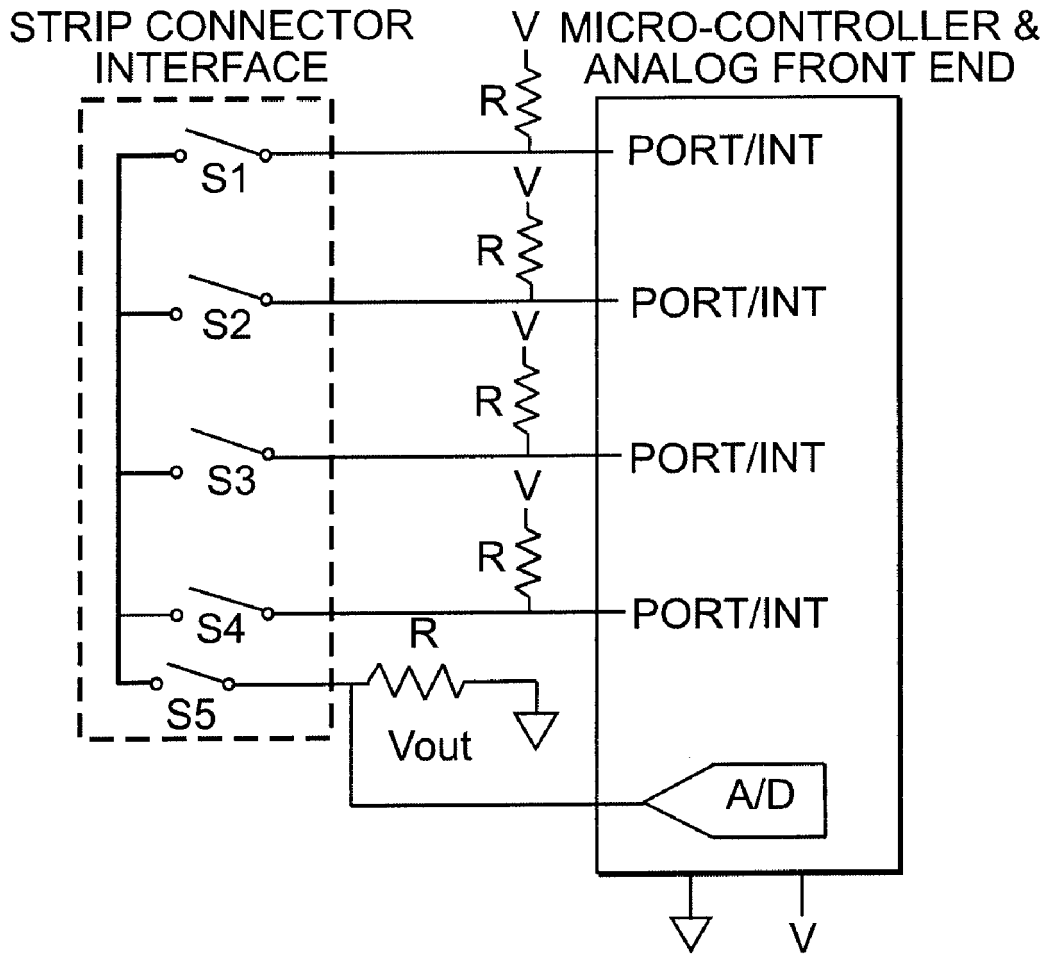 STRIP CONNECTOR
INTERFACE
V
MICRO-CONTROLLER &
ANALOG FRONT END
R
S1
PORT/INT
V
R
S2
PORT/INT
V
R
S3
PORT/INT
V
R
S4
PORT/INT
R
S5
Vout
A/D
V